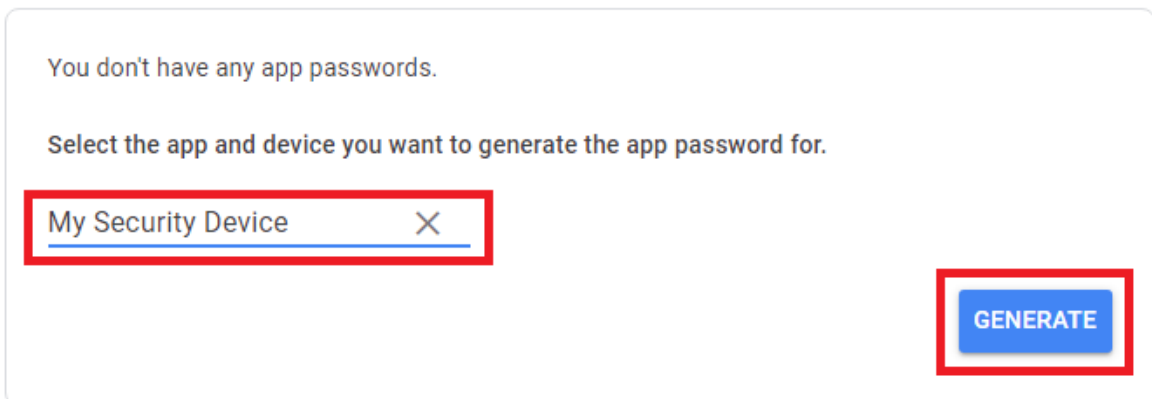 You don't have any app passwords.
Select the app and device you want to generate the app password for.
My Security Device
GENERATE